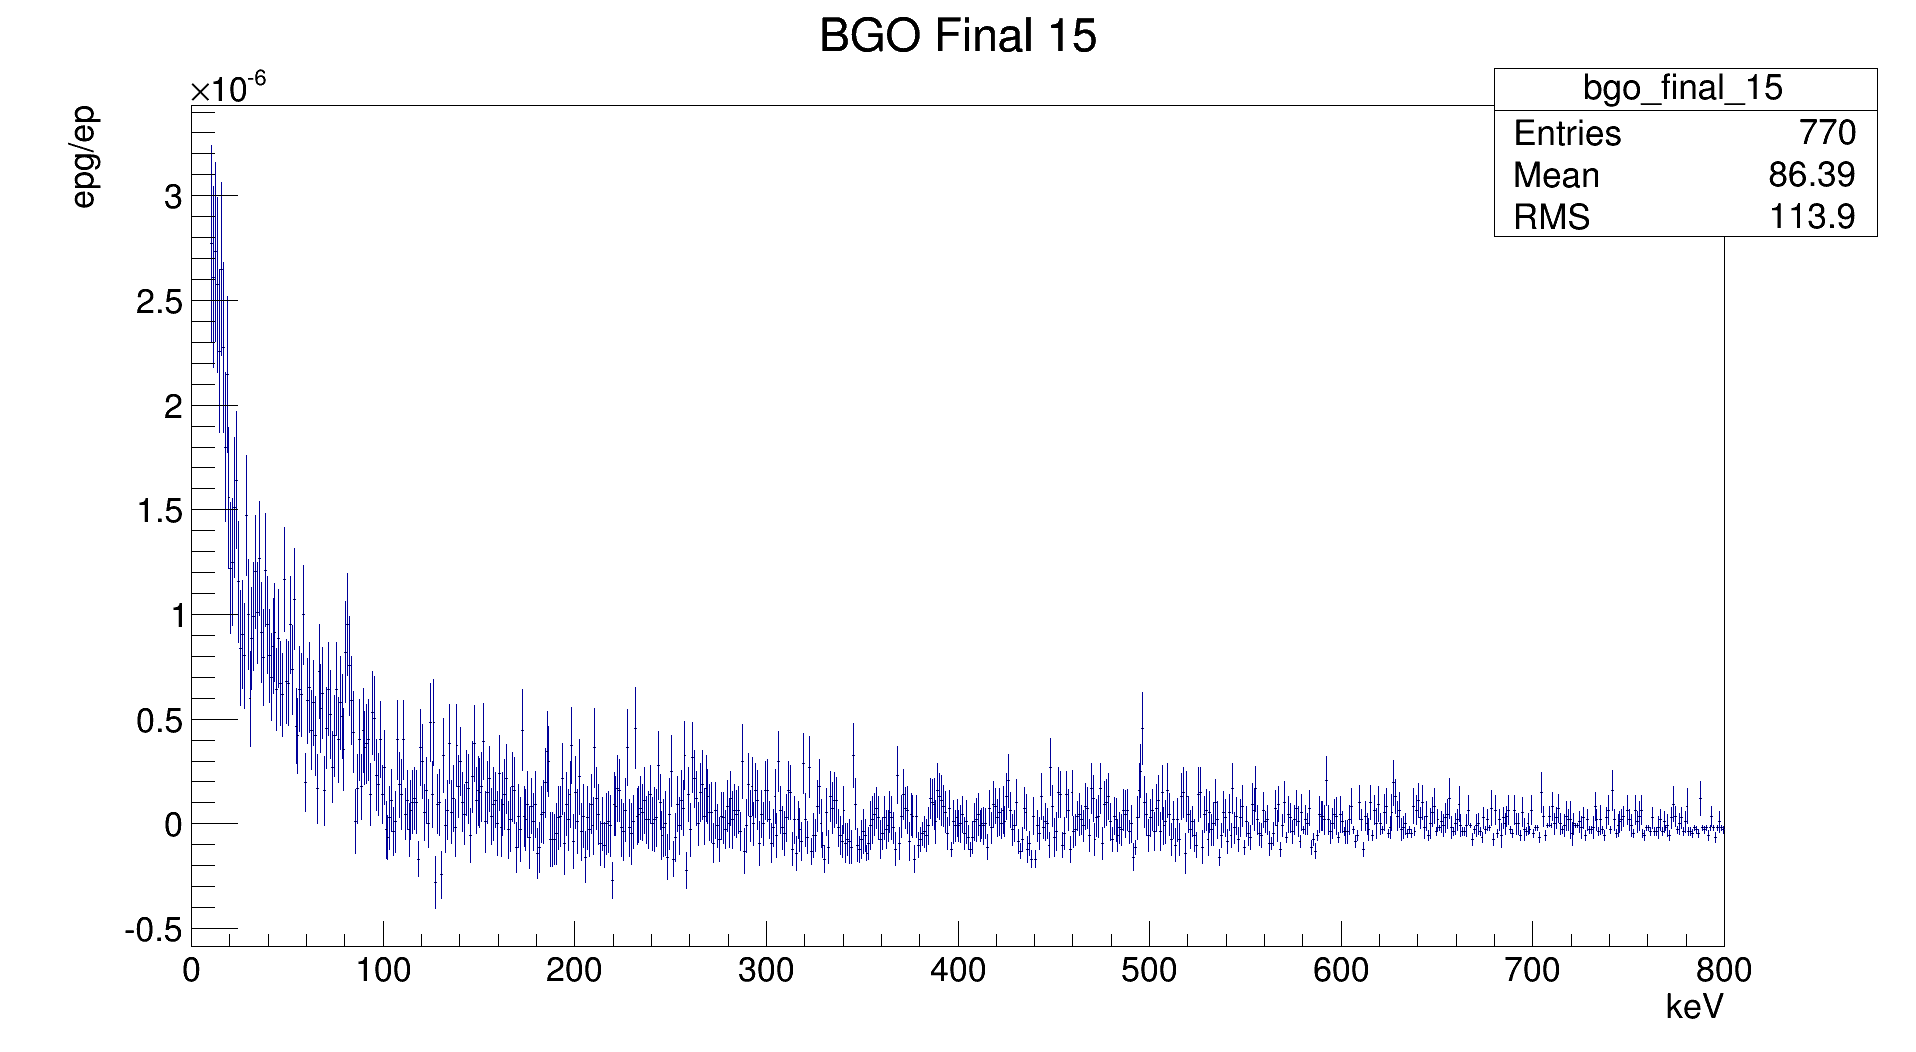 BGO Final 15
×10-6
epg/ep
bgo_final_15
Entries 770
Mean 86.39
RMS 113.9
3
2.5
2
1.5
1
0.5
0
-0.5
0 100 200 300 400 500 600 700 800
keV